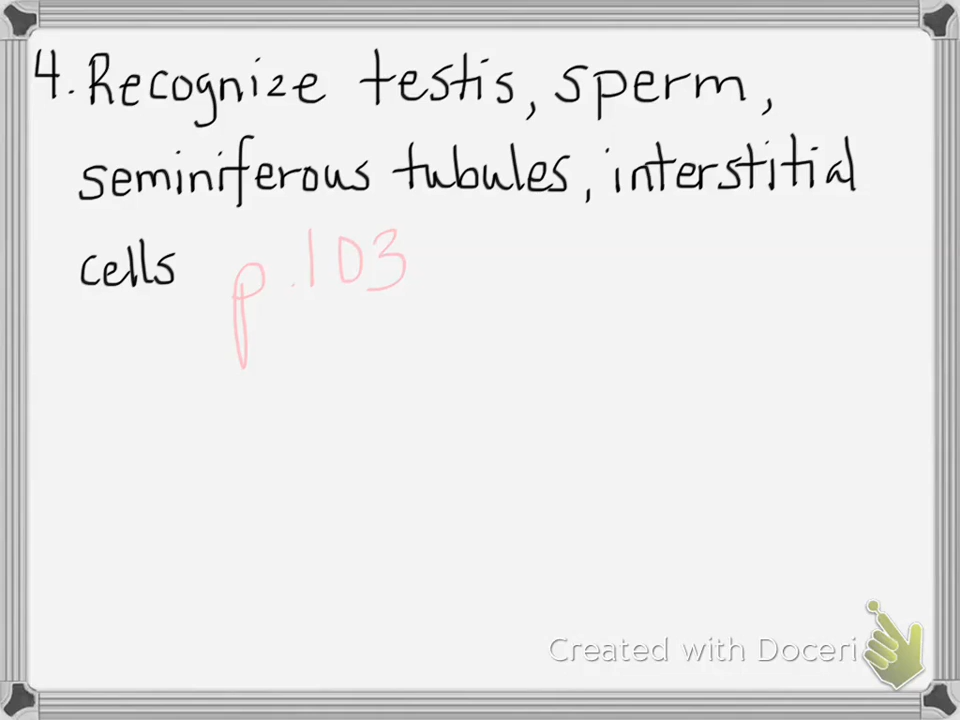 4. Recognize testis, sperm,
seminiferous tubules, interstitial
cells p.103
Created with Doceri